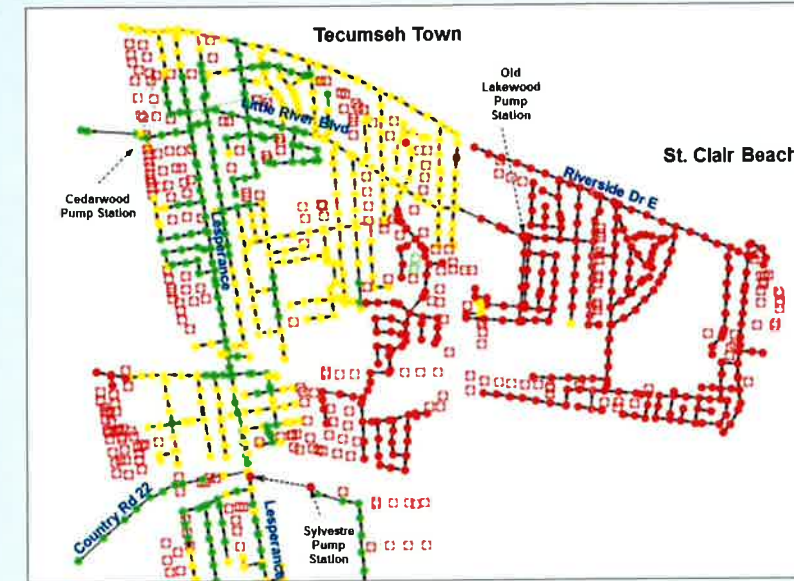 Tecumseh Town
Old
Lakewood
Pump
Station
Little River Blvd
St. Clair Beach
Riverside Dr E
Cedarwood
Pump Station
Lesperance
Country Rd 22
Lesperance
Sylvestre
Pump
Station